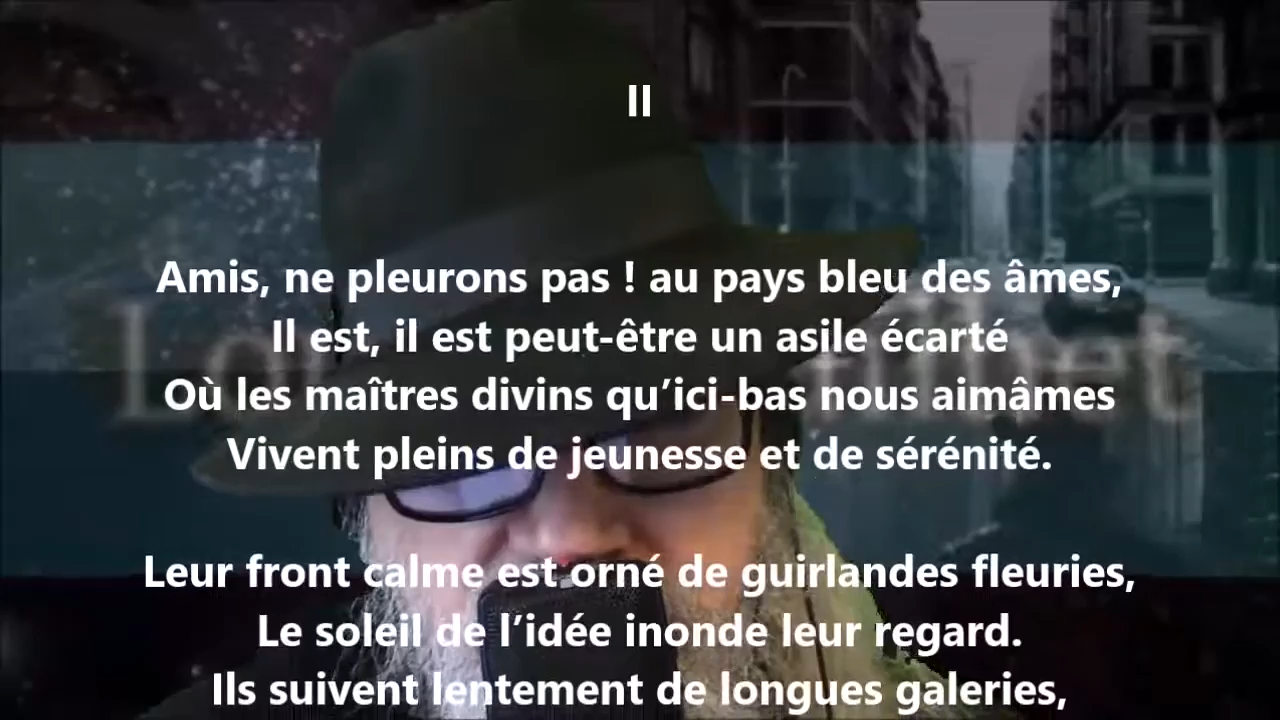 II
Amis, ne pleurons pas ! au pays bleu des âmes,
Il est, il est peut-être un asile écarté
Où les maîtres divins qu’ici-bas nous aimâmes
Vivent pleins de jeunesse et de sérénité.
Leur front calme est orné de guirlandes fleuries,
Le soleil de l’idée inonde leur regard.
Ils suivent lentement de longues galeries,